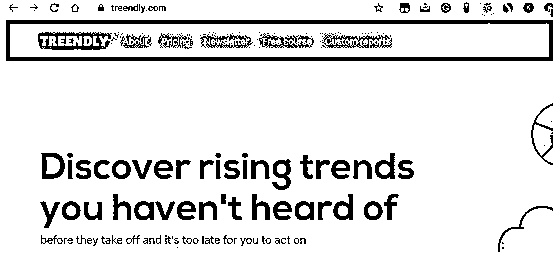 treendly.com
TREENDLY About Pricing Newsletter Free course Custom reports
Discover rising trends
you haven't heard of
before they take off and it's too late for you to act on